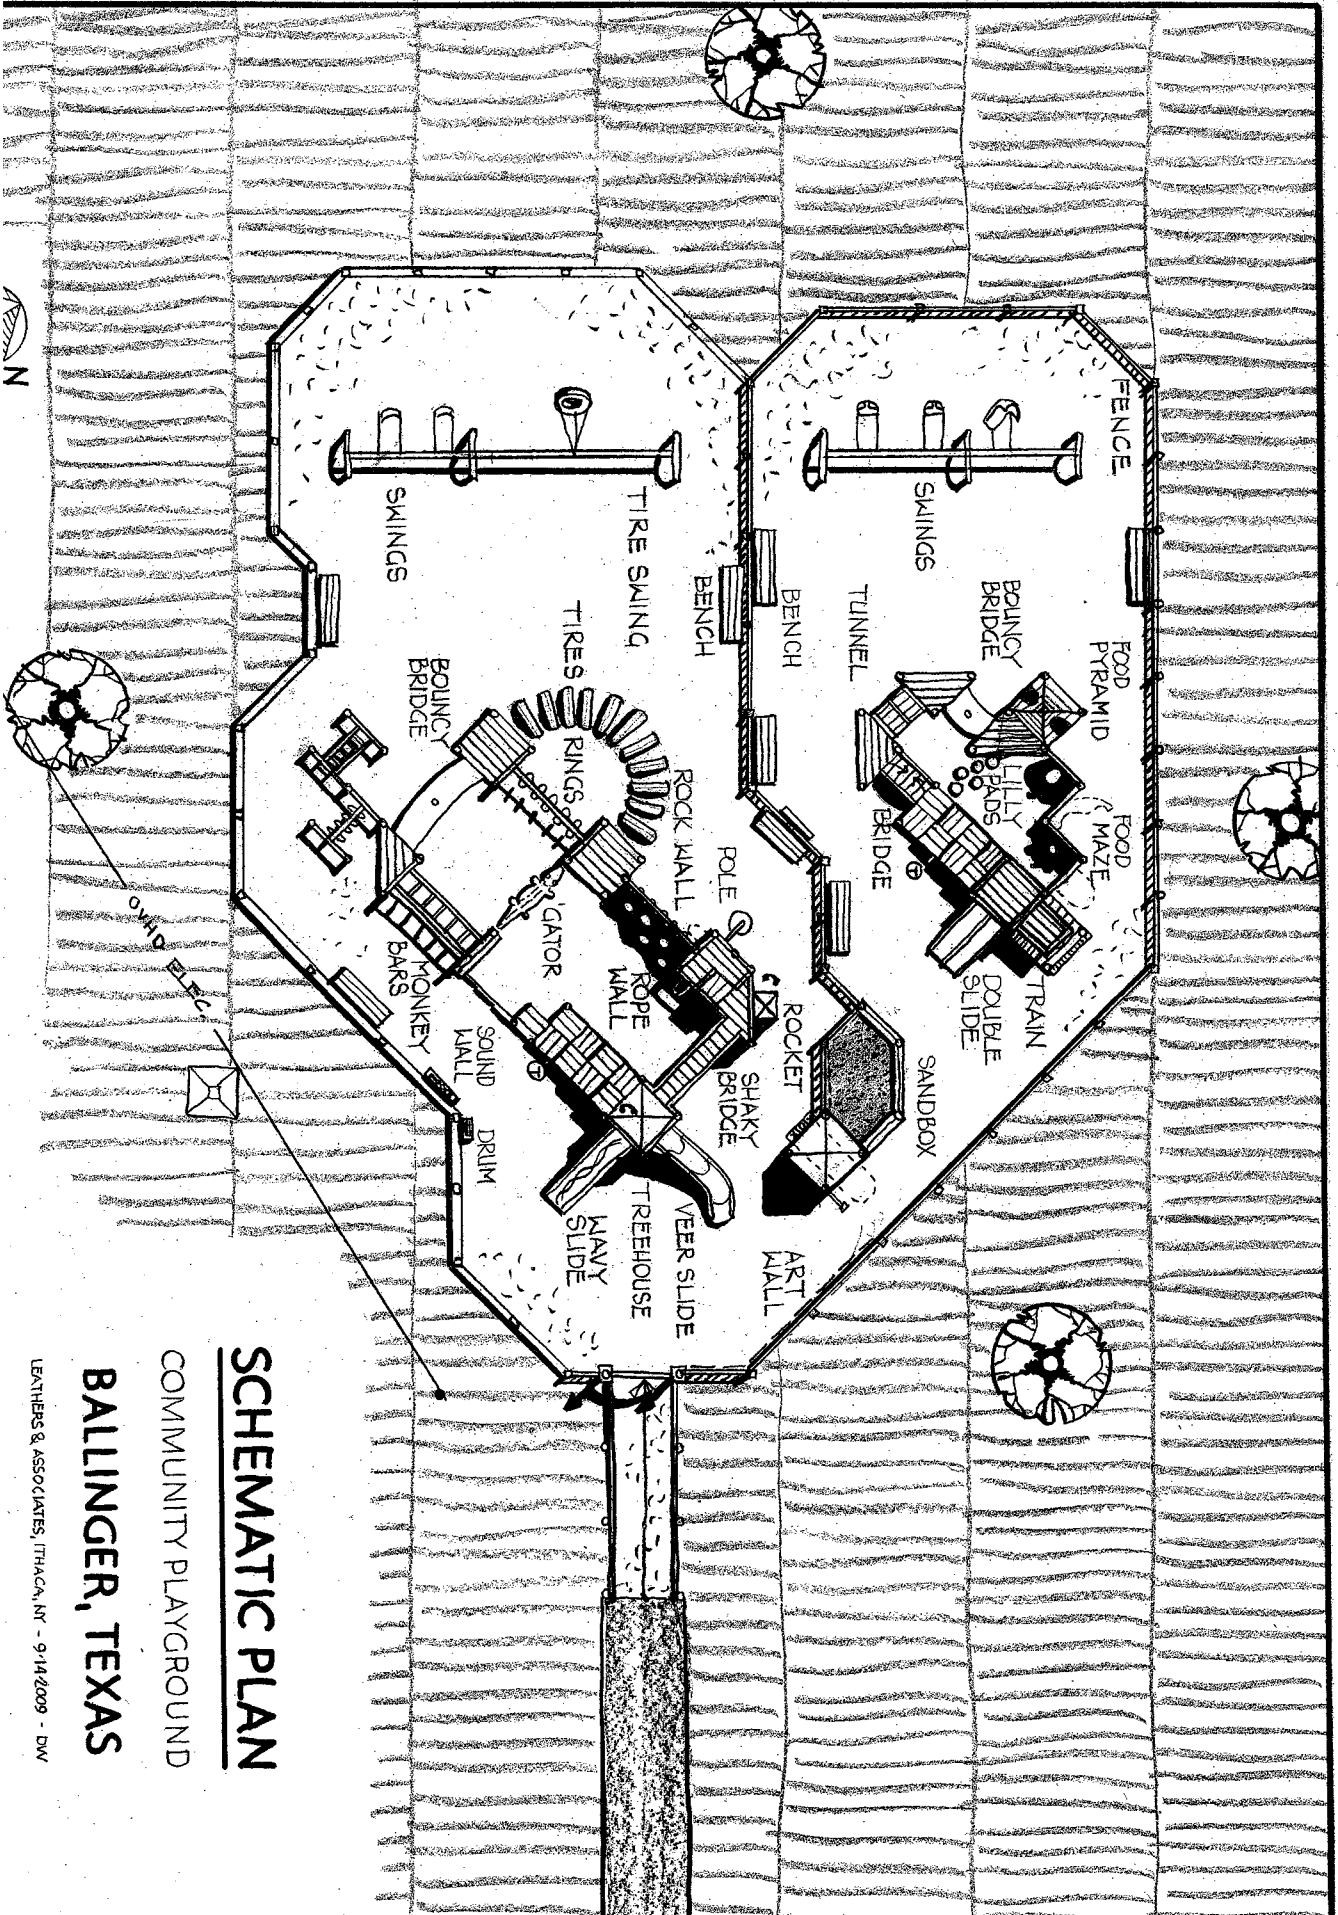 FENCE
SWINGS
BOUNCY
BRIDGE
FOOD
PYRAMID
TUNNEL
BENCH
BENCH
LILLY
PADS
FOOD
MAZE
BRIDGE
TRAIN
DOUBLE
SLIDE
SANDBOX
SWINGS
TIRE SWING
TIRES
RINGS
BOUNCY
BRIDGE
ROCK WALL
POLE
'GATOR
ROPE
WALL
ROCKET
MONKEY
BARS
SHAKY
BRIDGE
SOUND
WALL
DRUM
VEER SLIDE
TREEHOUSE
WAVY
SLIDE
ART
WALL
OVHD ELEC.
N
SCHEMATIC PLAN
COMMUNITY PLAYGROUND
BALLINGER, TEXAS
LEATHERS & ASSOCIATES, ITHACA, NY - 9-14-2009 - DW